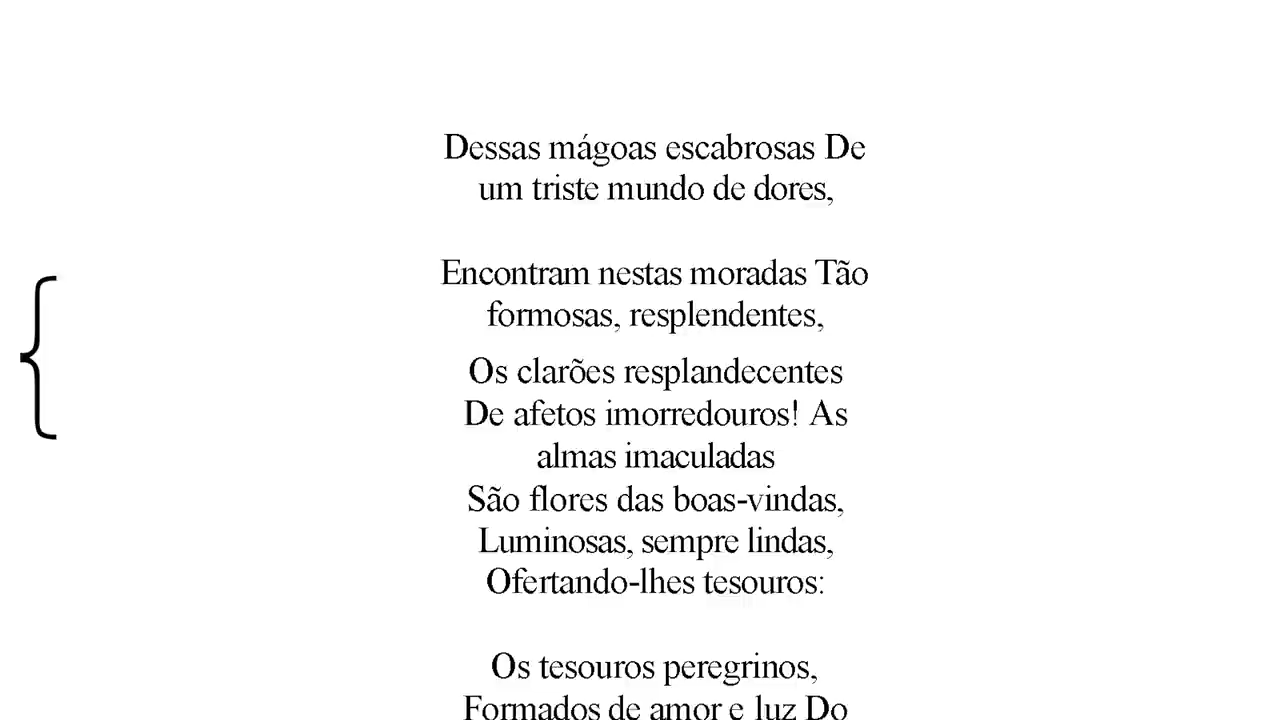 Dessas mágoas escabrosas De
um triste mundo de dores,
Encontram nestas moradas Tão
formosas, resplendentes,
Os clarões resplandecentes
De afetos imorredouros! As
almas imaculadas
São flores das boas-vindas,
Luminosas, sempre lindas,
Ofertando-lhes tesouros:
Os tesouros peregrinos,
Formados de amor e luz Do